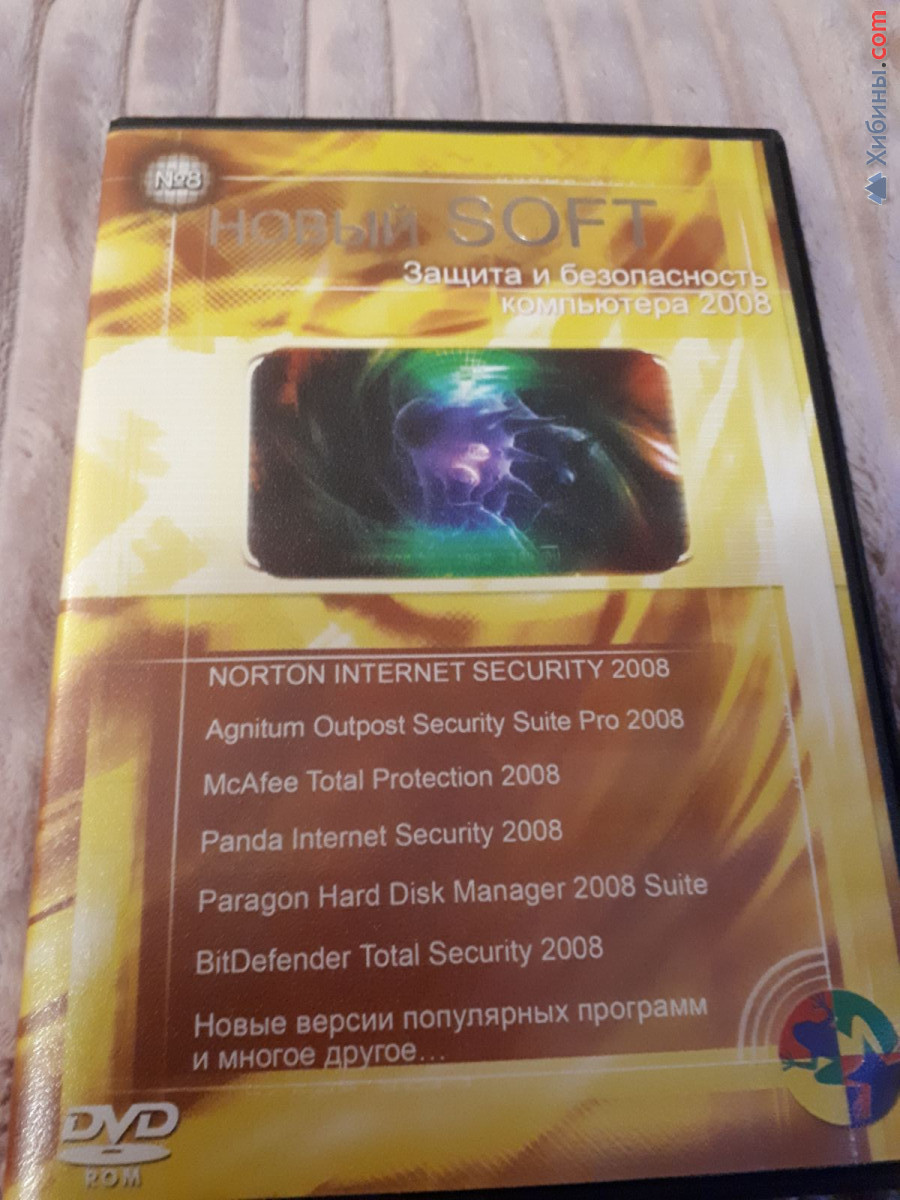 Хибины.com
№8
НОВЫЙ SOFT
Защита и безопасность
компьютера 2008
NORTON INTERNET SECURITY 2008
Agnitum Outpost Security Suite Pro 2008
McAfee Total Protection 2008
Panda Internet Security 2008
Paragon Hard Disk Manager 2008 Suite
BitDefender Total Security 2008
Новые версии популярных программ
и многое другое...
DVD
ROM